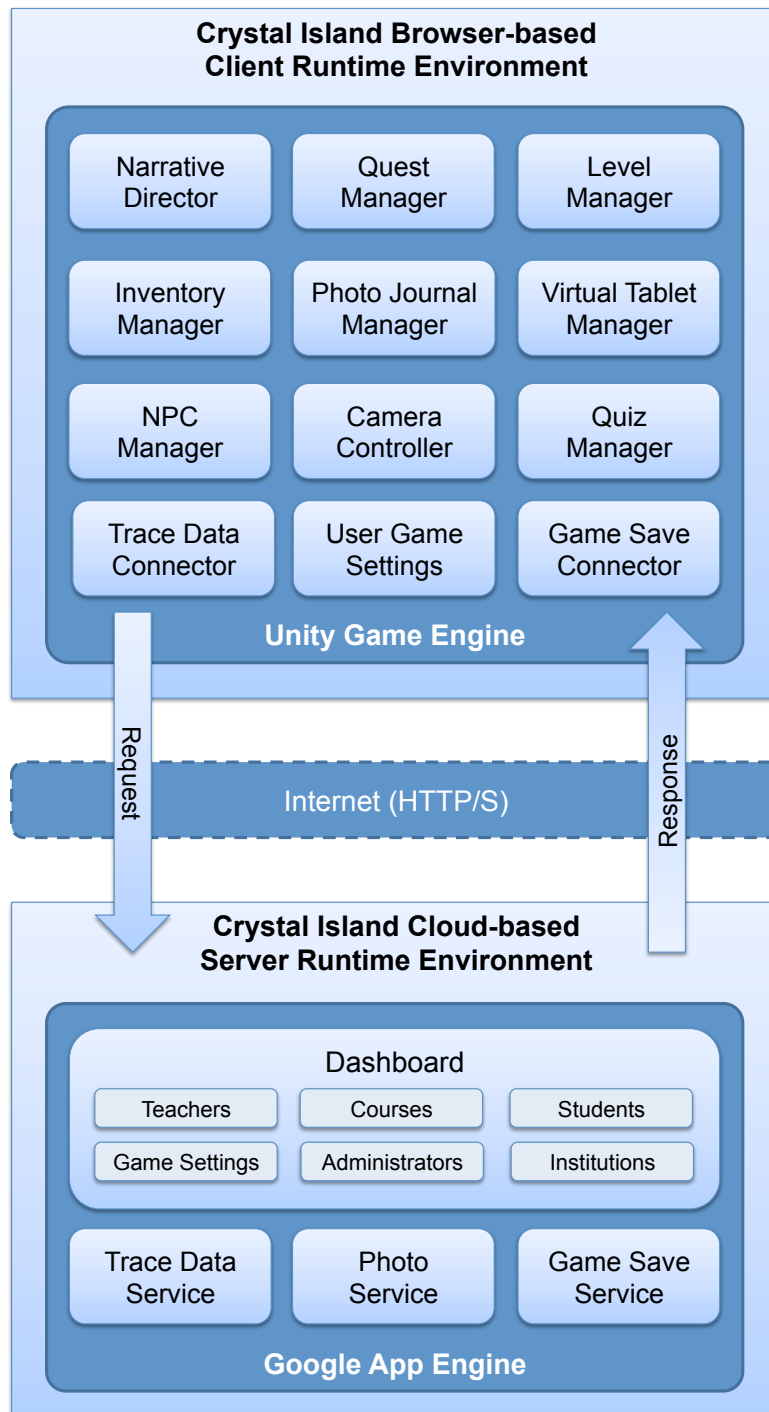 Crystal Island Browser-based
Client Runtime Environment
Narrative
Director
Quest
Manager
Level
Manager
Inventory
Manager
Photo Journal
Manager
Virtual Tablet
Manager
NPC
Manager
Camera
Controller
Quiz
Manager
Trace Data
Connector
User Game
Settings
Game Save
Connector
Unity Game Engine
Request
Response
Internet (HTTP/S)
Crystal Island Cloud-based
Server Runtime Environment
Dashboard
Teachers
Courses
Students
Game Settings
Administrators
Institutions
Trace Data
Service
Photo
Service
Game Save
Service
Google App Engine